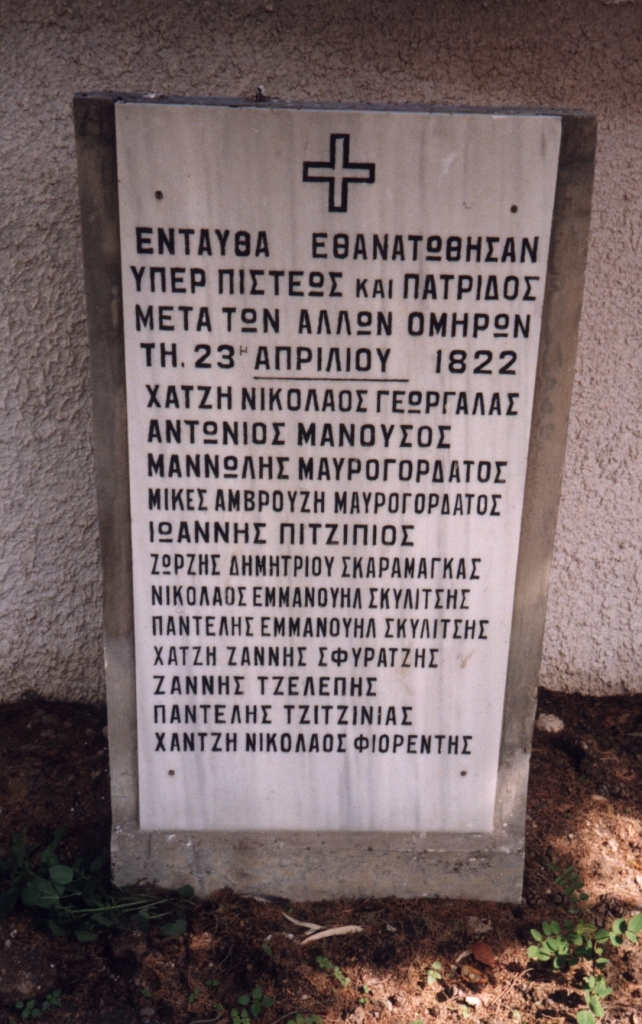 ΕΝΤΑΥΘΑ ΕΘΑΝΑΤΩΘΗΣΑΝ
ΥΠΕΡ ΠΙΣΤΕΩΣ ΚΑΙ ΠΑΤΡΙΔΟΣ
ΜΕΤΑ ΤΩΝ ΑΛΛΩΝ ΟΜΗΡΩΝ
ΤΗ. 23Η ΑΠΡΙΛΙΟΥ 1822
ΧΑΤΖΗ ΝΙΚΟΛΑΟΣ ΓΕΩΡΓΑΛΑΣ
ΑΝΤΩΝΙΟΣ ΜΑΝΟΥΣΟΣ
ΜΑΝΝΩΛΗΣ ΜΑΥΡΟΓΟΡΔΑΤΟΣ
ΜΙΚΕΣ ΑΜΒΡΟΥΖΗ ΜΑΥΡΟΓΟΡΔΑΤΟΣ
ΙΩΑΝΝΗΣ ΠΙΤΖΙΠΙΟΣ
ΖΩΡΖΗΣ ΔΗΜΗΤΡΙΟΥ ΣΚΑΡΑΜΑΓΚΑΣ
ΝΙΚΟΛΑΟΣ ΕΜΜΑΝΟΥΗΛ ΣΚΥΛΙΤΣΗΣ
ΠΑΝΤΕΛΗΣ ΕΜΜΑΝΟΥΗΛ ΣΚΥΛΙΤΣΗΣ
ΧΑΤΖΗ ΖΑΝΝΗΣ ΣΦΥΡΑΤΖΗΣ
ΖΑΝΝΗΣ ΤΖΕΛΕΠΗΣ
ΠΑΝΤΕΛΗΣ ΤΖΙΤΖΙΝΙΑΣ
ΧΑΝΤΖΗ ΝΙΚΟΛΑΟΣ ΦΙΟΡΕΝΤΗΣ